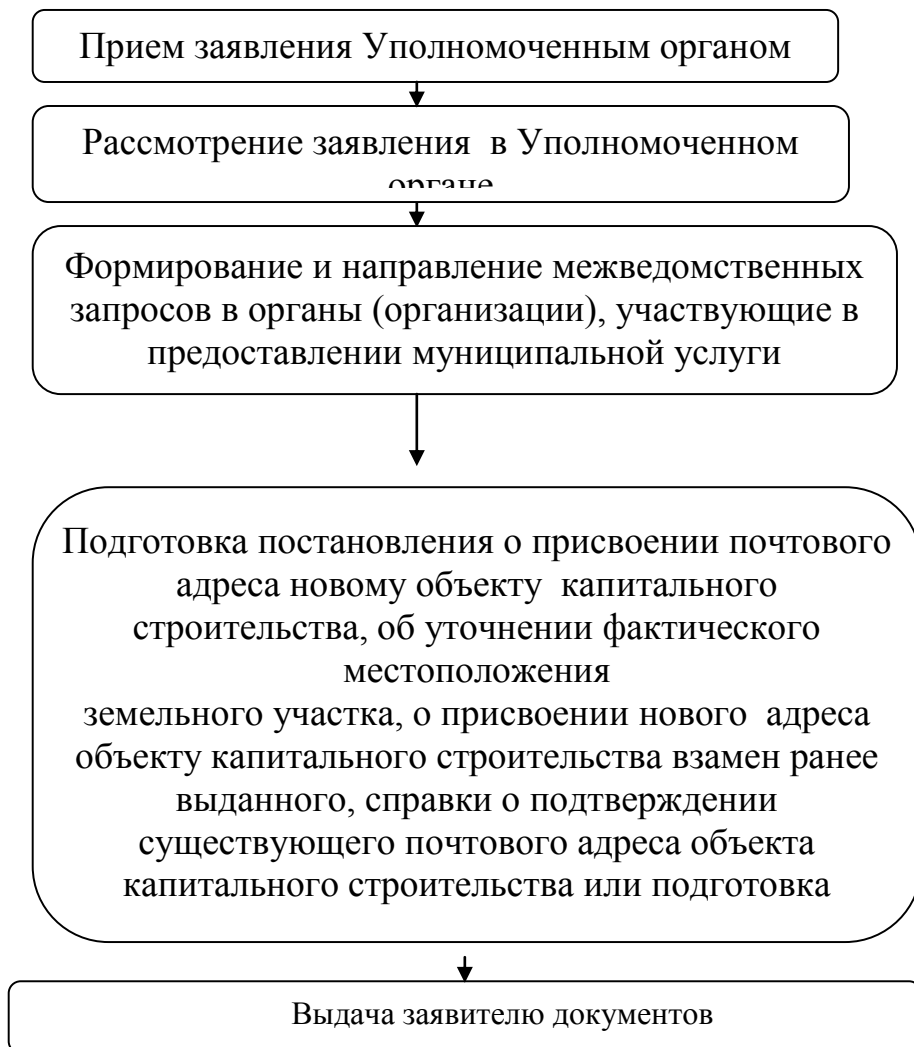 Прием заявления Уполномоченным органом
Рассмотрение заявления в Уполномоченном
органе
Формирование и направление межведомственных
запросов в органы (организации), участвующие в
предоставлении муниципальной услуги
Подготовка постановления о присвоении почтового
адреса новому объекту капитального
строительства, об уточнении фактического
местоположения
земельного участка, о присвоении нового адреса
объекту капитального строительства взамен ранее
выданного, справки о подтверждении
существующего почтового адреса объекта
капитального строительства или подготовка
Выдача заявителю документов